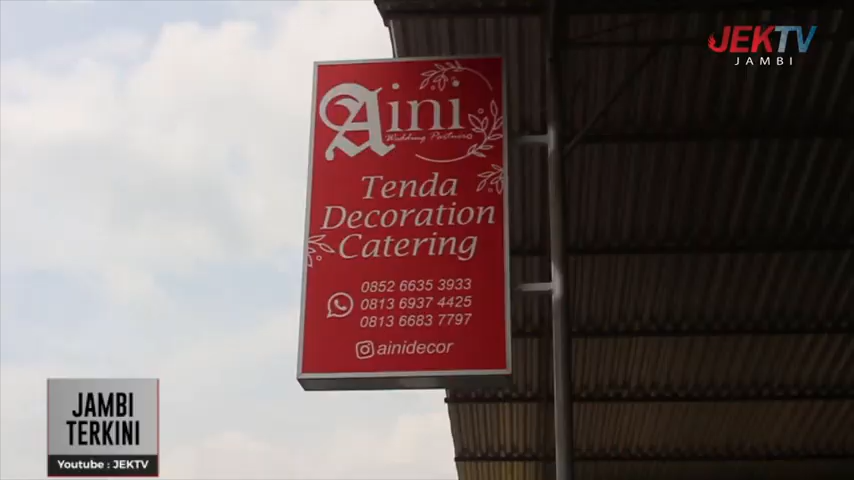 JEKTV
JAMBI
Aini
Wedding Partner
Tenda
Decoration
Catering
0852 6635 3933
0813 6937 4425
0813 6683 7797
ainidecor
JAMBI
TERKINI
Youtube : JEKTV